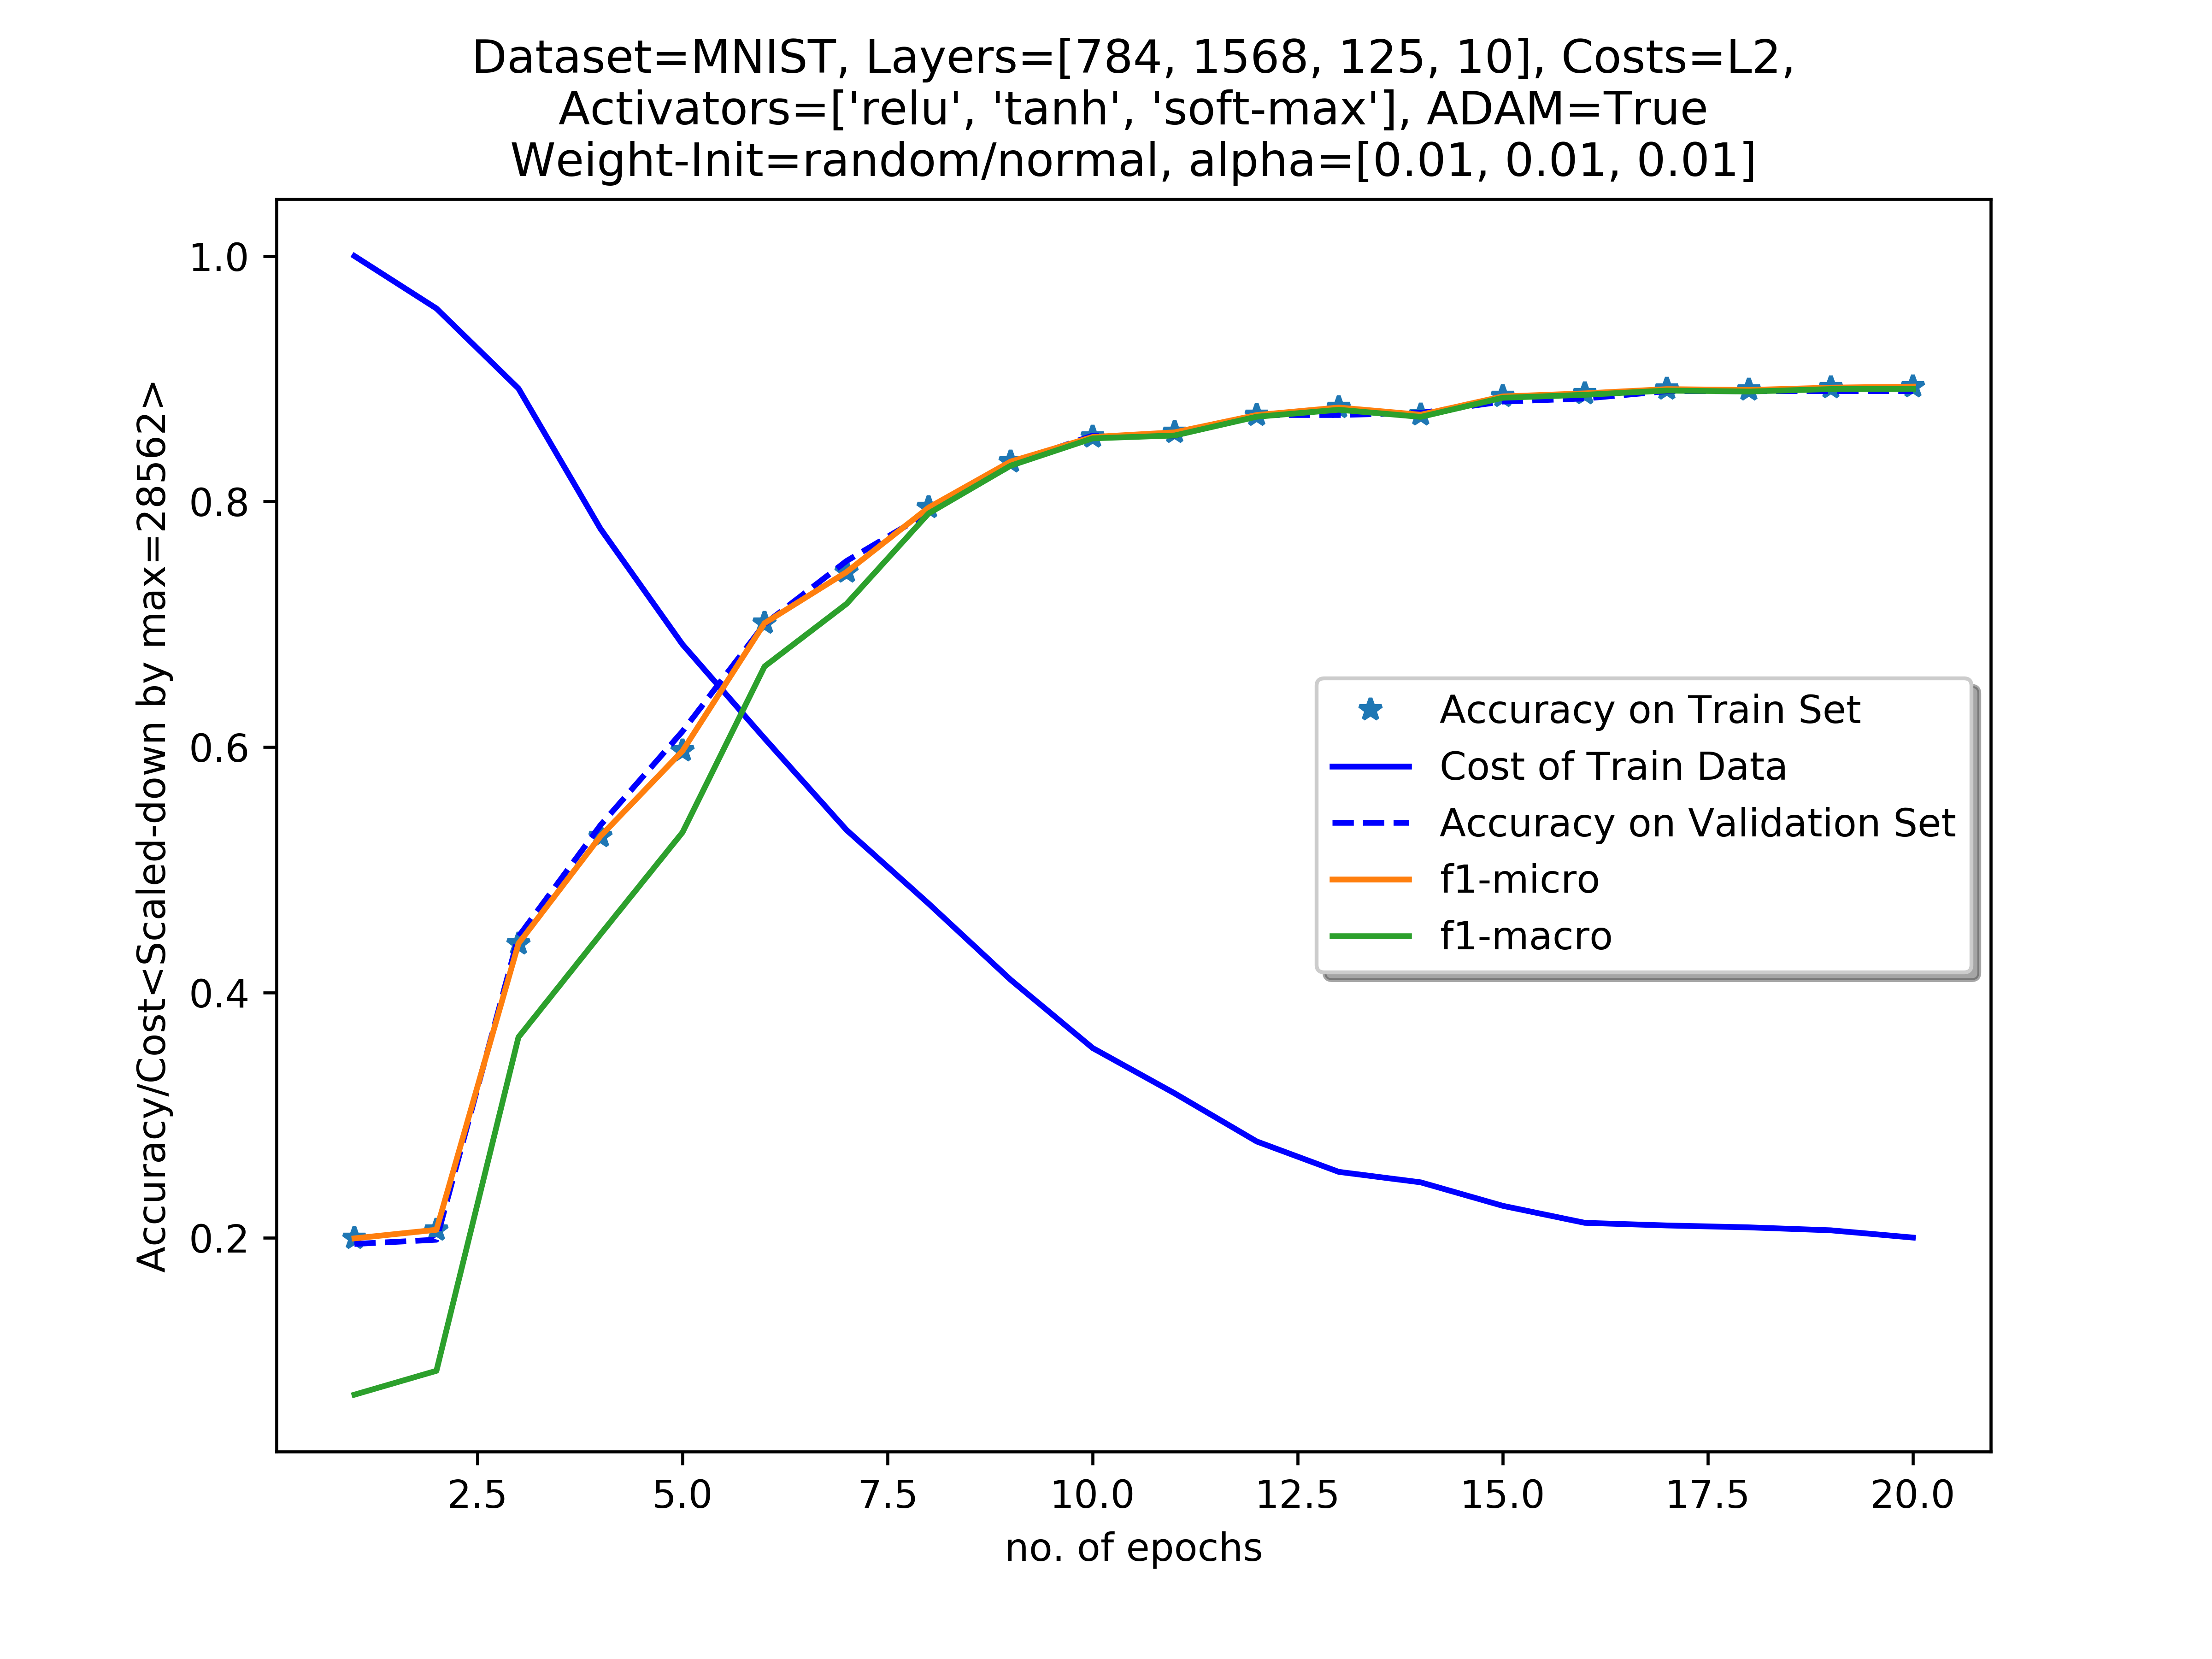 Dataset=MNIST, Layers=[784, 1568, 125, 10], Costs=L2,
Activators=['relu', 'tanh', 'soft-max'], ADAM=True
Weight-Init=random/normal, alpha=[0.01, 0.01, 0.01]
Accuracy/Cost<Scaled-down by max=28562>
1.0
0.8
0.6
0.4
0.2
Accuracy on Train Set
Cost of Train Data
Accuracy on Validation Set
f1-micro
f1-macro
2.5 5.0 7.5 10.0 12.5 15.0 17.5 20.0
no. of epochs